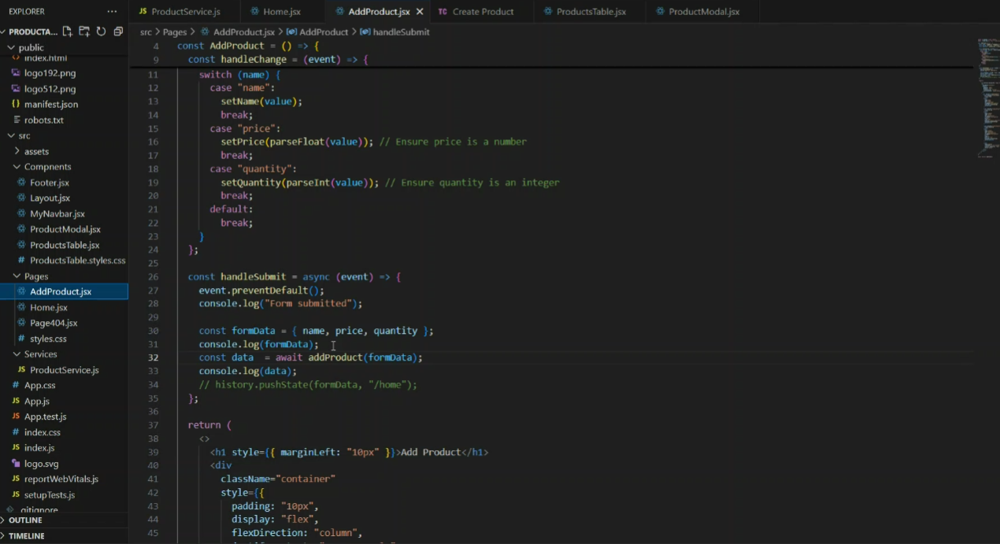 EXPLORER
PRODUCTA...
public
index.html
logo192.png
logo512.png
manifest.json
robots.txt
src
assets
Compnents
Footer.jsx
Layout.jsx
MyNavbar.jsx
ProductModal.jsx
ProductsTable.jsx
ProductsTable.styles.css
Pages
AddProduct.jsx
Home.jsx
Page404.jsx
styles.css
Services
JS ProductService.js
App.css
JS App.js
JS App.test.js
index.css
JS index.js
logo.svg
JS reportWebVitals.js
JS setupTests.js
.gitignore
OUTLINE
TIMELINE
JS ProductService.js
Home.jsx
AddProduct.jsx
TC Create Product
ProductsTable.jsx
ProductModal.jsx
src > Pages > AddProduct.jsx > AddProduct > handleSubmit
4 const AddProduct = () => {
9 const handleChange = (event) => {
11 switch (name) {
12 case "name":
13 setName(value);
14 break;
15 case "price":
16 setPrice(parseFloat(value)); // Ensure price is a number
17 break;
18 case "quantity":
19 setQuantity(parseInt(value)); // Ensure quantity is an integer
20 break;
21 default:
22 break;
23 }
24 };
25
26 const handleSubmit = async (event) => {
27 event.preventDefault();
28 console.log("Form submitted");
29
30 const formData = { name, price, quantity };
31 console.log(formData);
32 const data  = await addProduct(formData);
33 console.log(data);
34 // history.pushState(formData, "/home");
35 };
36
37 return (
38 <>
39 <h1 style={{ marginLeft: "10px" }}>Add Product</h1>
40 <div
41 className="container"
42 style={{
43 padding: "10px",
44 display: "flex",
45 flexDirection: "column",